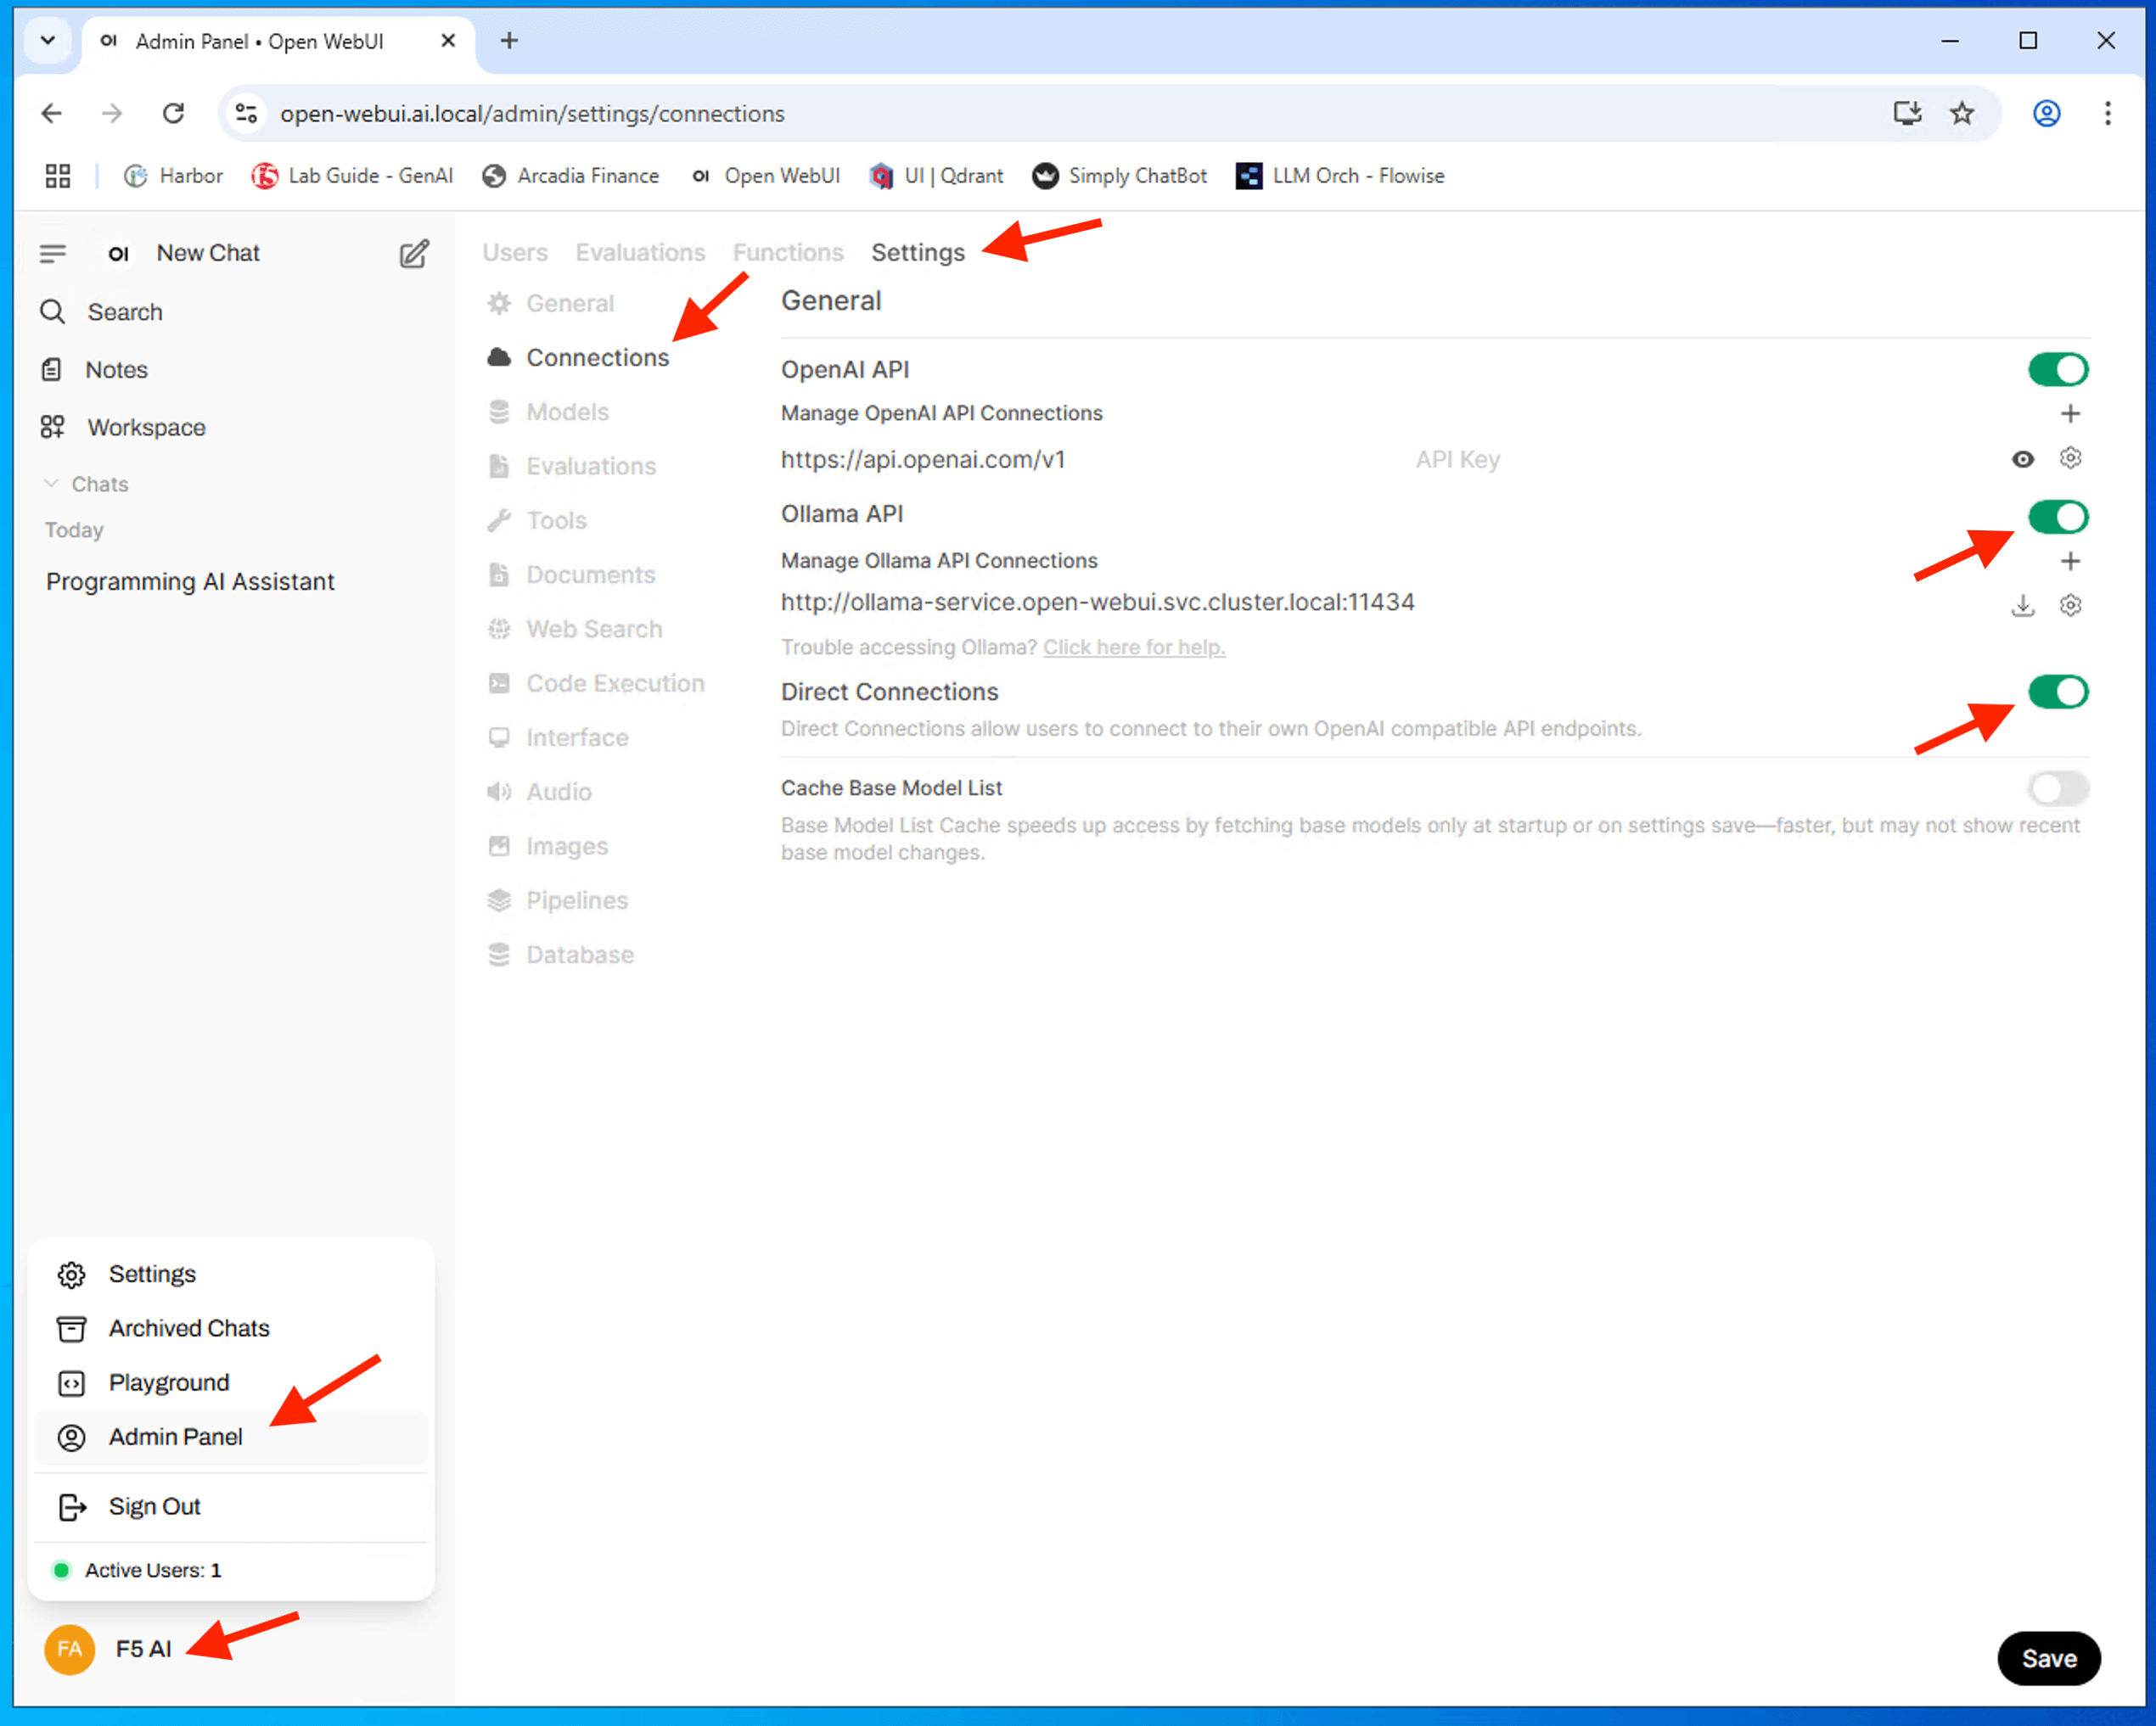 Admin Panel • Open WebUI
open-webui.ai.local/admin/settings/connections
Harbor
Lab Guide - GenAI
Arcadia Finance
OI Open WebUI
UI | Qdrant
Simply ChatBot
LLM Orch - Flowise
OI New Chat
Search
Notes
Workspace
Chats
Today
Programming AI Assistant
Settings
Archived Chats
Playground
Admin Panel
Sign Out
Active Users: 1
FA F5 AI
Users Evaluations Functions Settings
General
Connections
Models
Evaluations
Tools
Documents
Web Search
Code Execution
Interface
Audio
Images
Pipelines
Database
General
OpenAI API
Manage OpenAI API Connections
https://api.openai.com/v1 API Key
Ollama API
Manage Ollama API Connections
http://ollama-service.open-webui.svc.cluster.local:11434
Trouble accessing Ollama? Click here for help.
Direct Connections
Direct Connections allow users to connect to their own OpenAI compatible API endpoints.
Cache Base Model List
Base Model List Cache speeds up access by fetching base models only at startup or on settings save—faster, but may not show recent
base model changes.
Save